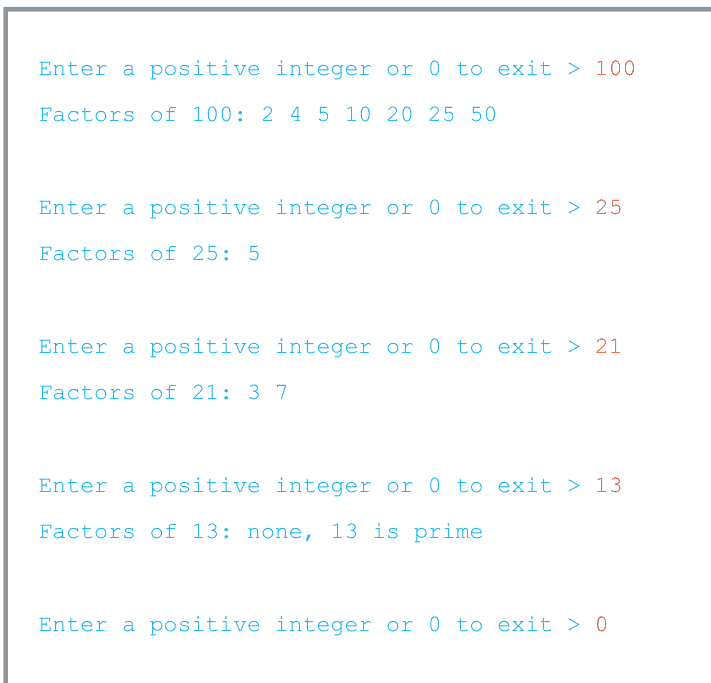 Enter a positive integer or 0 to exit > 100
Factors of 100: 2 4 5 10 20 25 50
Enter a positive integer or 0 to exit > 25
Factors of 25: 5
Enter a positive integer or 0 to exit > 21
Factors of 21: 3 7
Enter a positive integer or 0 to exit > 13
Factors of 13: none, 13 is prime
Enter a positive integer or 0 to exit > 0